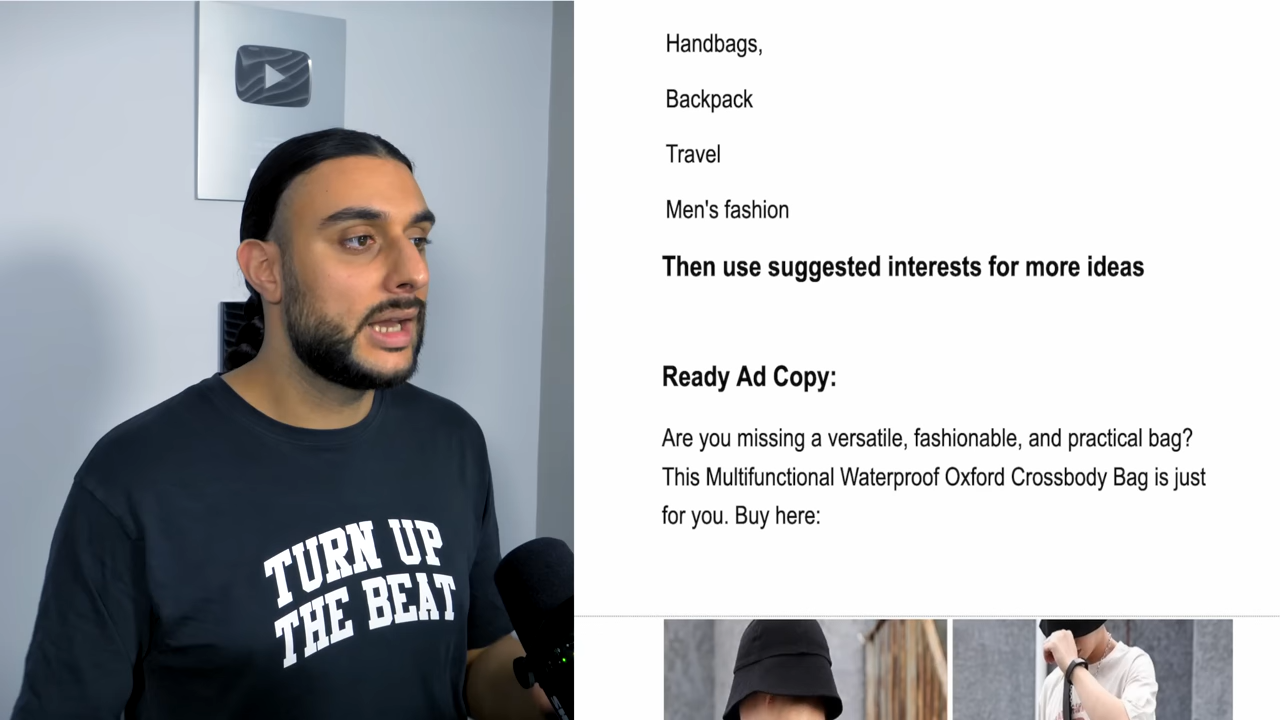 Handbags,
Backpack
Travel
Men's fashion
Then use suggested interests for more ideas
Ready Ad Copy:
Are you missing a versatile, fashionable, and practical bag?
This Multifunctional Waterproof Oxford Crossbody Bag is just
for you. Buy here:
TURN UP
THE BEAT